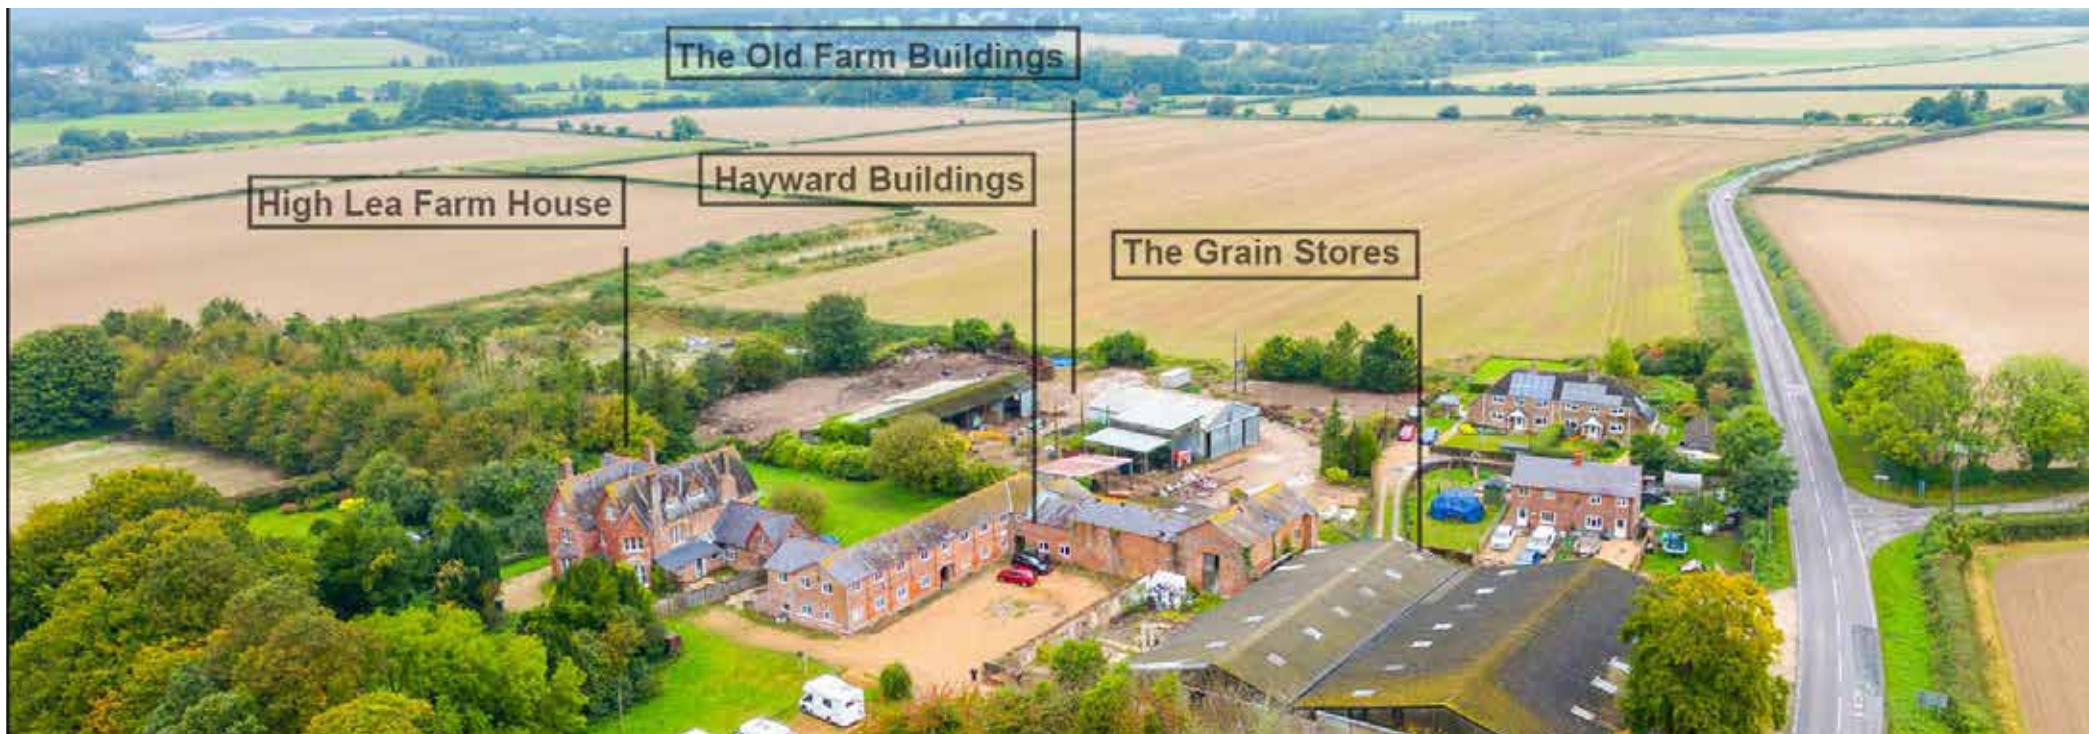 The Old Farm Buildings
Hayward Buildings
High Lea Farm House
The Grain Stores